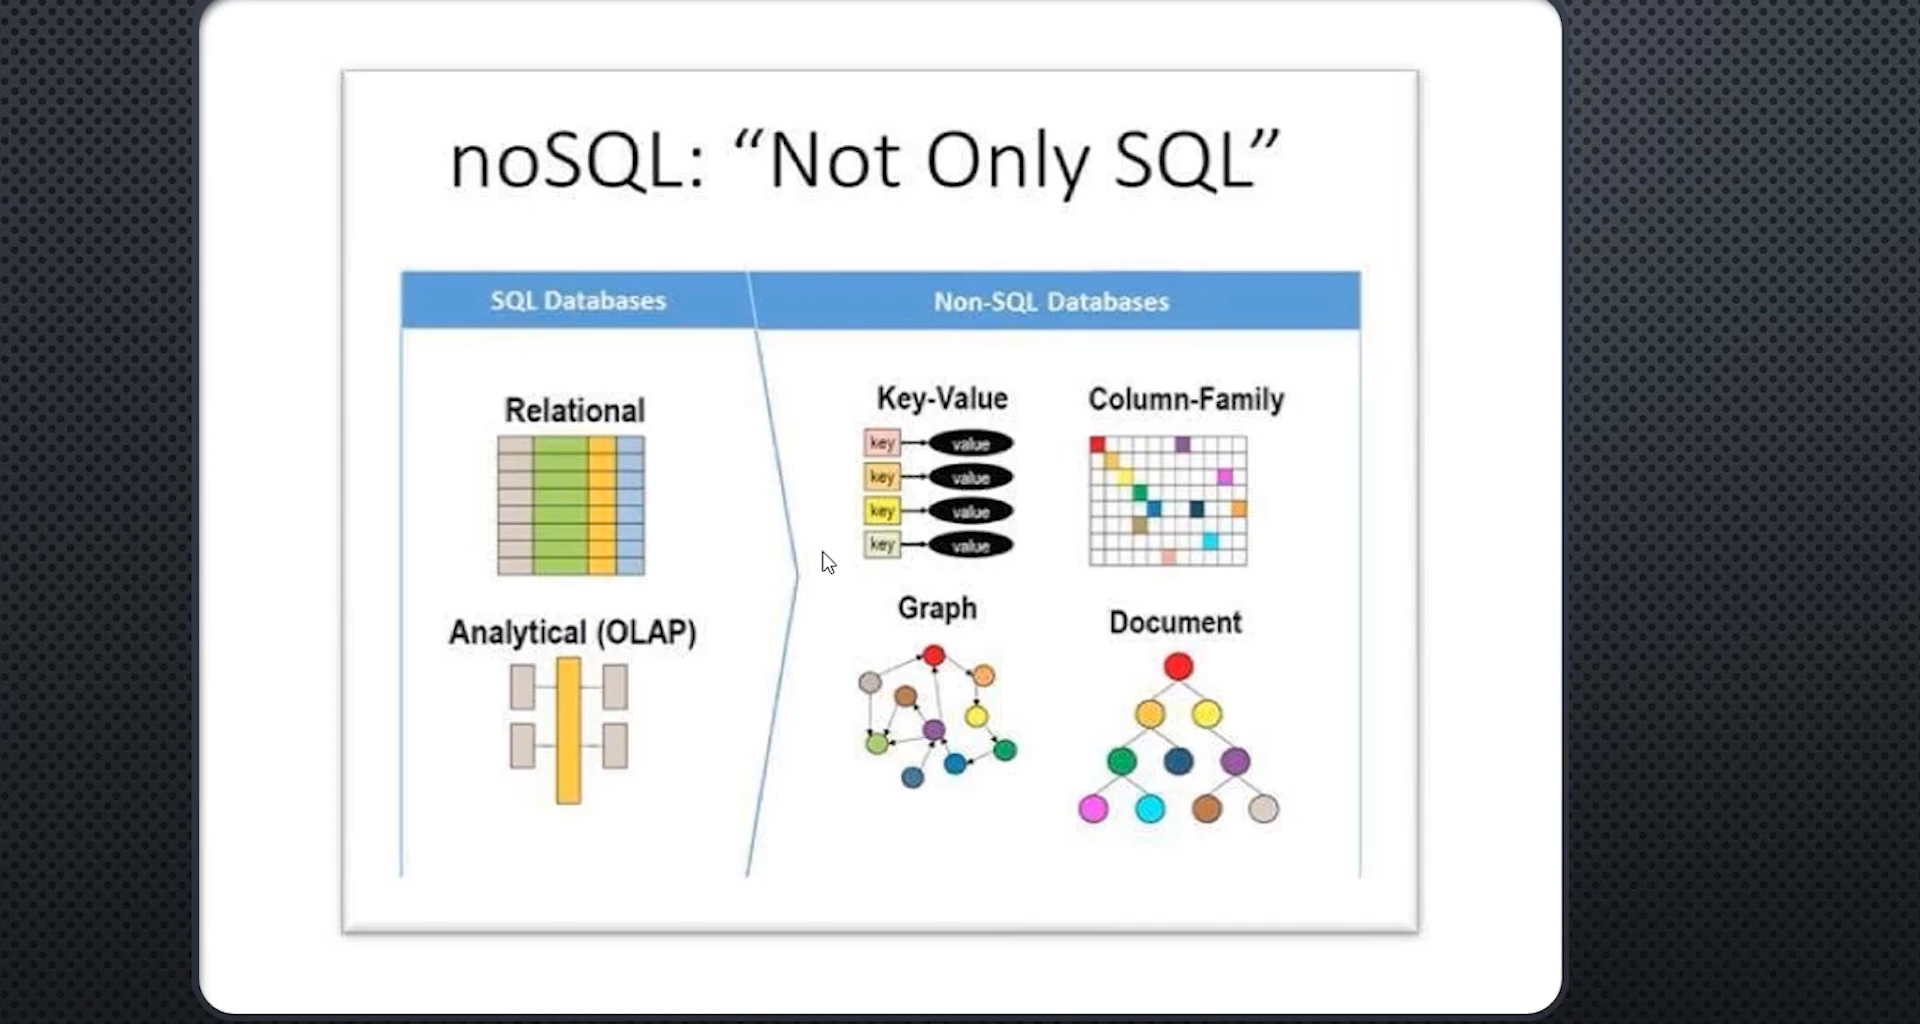 noSQL: “Not Only SQL”
SQL Databases
Non-SQL Databases
Relational
Analytical (OLAP)
Key-Value
key value
key value
key value
key value
Column-Family
Graph
Document